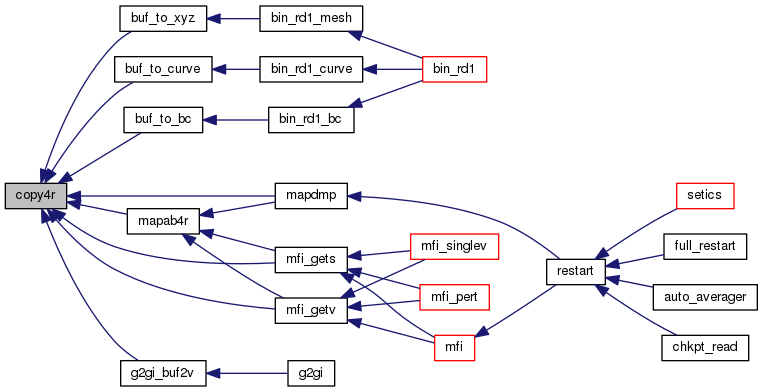 buf_to_xyz
bin_rd1_mesh
buf_to_curve
bin_rd1_curve
bin_rd1
buf_to_bc
bin_rd1_bc
copy4r
mapdmp
setics
mapab4r
mfi_singlev
full_restart
mfi_gets
restart
mfi_pert
auto_averager
mfi_getv
mfi
chkpt_read
g2gi_buf2v
g2gi